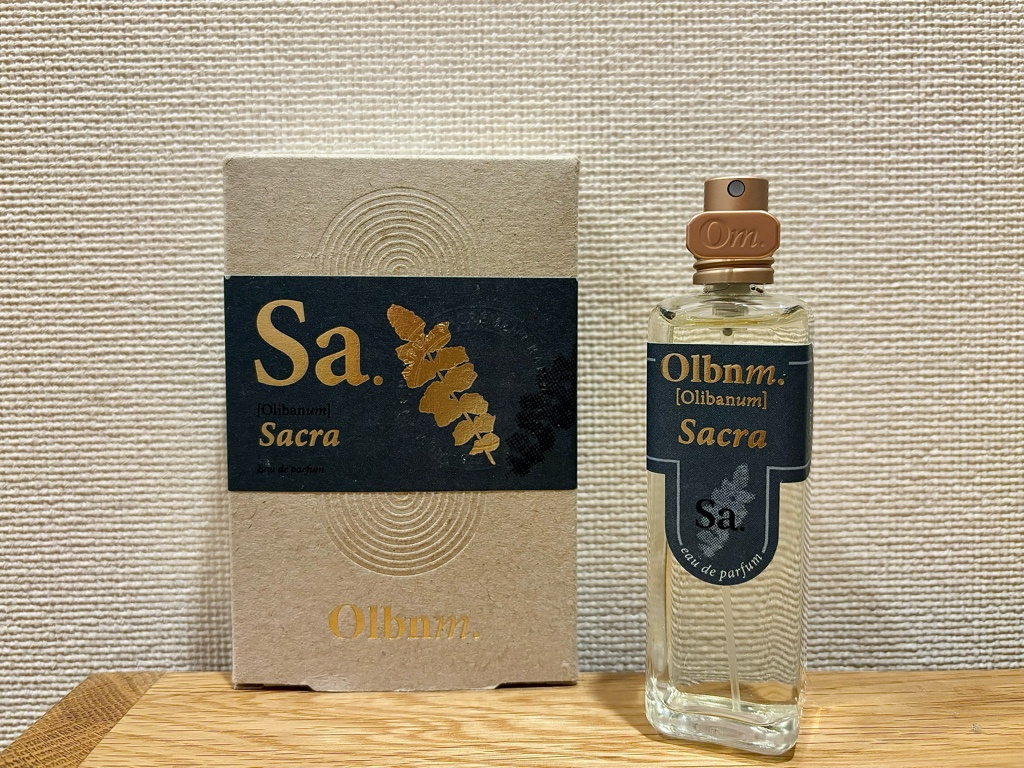 Sa.
[Olibanum]
Sacra
eau de parfum
Olbnm.
Om.
Olbnm.
[Olibanum]
Sacra
Sa.
eau de parfum